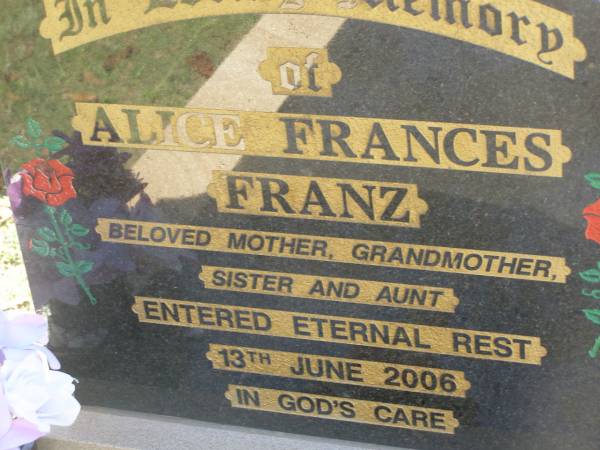 In Loving Memory
of
ALICE FRANCES
FRANZ
BELOVED MOTHER, GRANDMOTHER,
SISTER AND AUNT
ENTERED ETERNAL REST
13TH JUNE 2006
IN GOD'S CARE